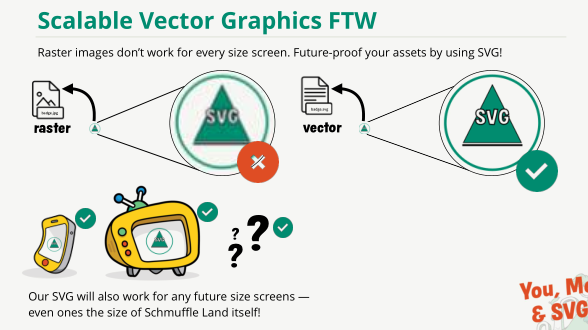 Scalable Vector Graphics FTW
Raster images don't work for every size screen. Future-proof your assets by using SVG!
badge.jpg
raster
SVG
badge.svg
vector
SVG
? ? ?
Our SVG will also work for any future size screens —
even ones the size of Schmuffle Land itself!
You, Me
& SVG